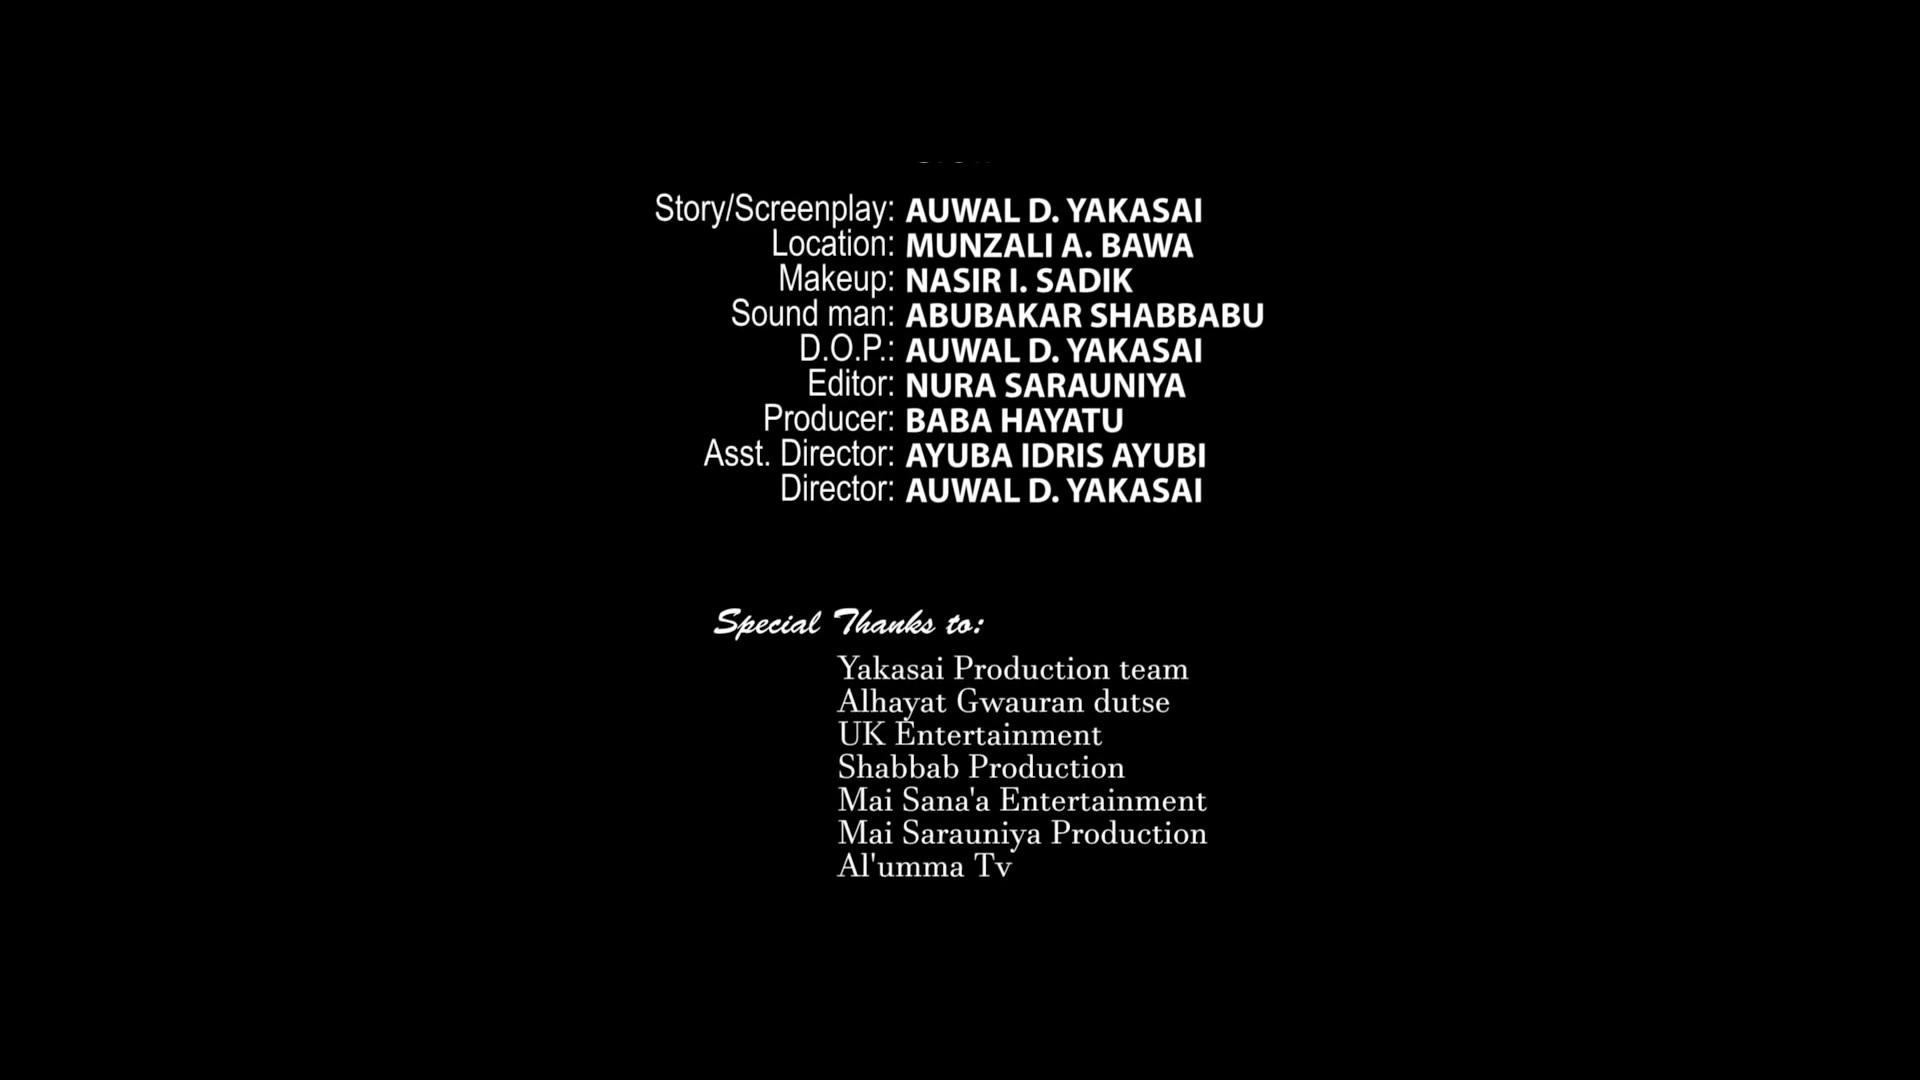 Story/Screenplay: AUWAL D. YAKASAI
Location: MUNZALI A. BAWA
Makeup: NASIR I. SADIK
Sound man: ABUBAKAR SHABBABU
D.O.P.: AUWAL D. YAKASAI
Editor: NURA SARAUNIYA
Producer: BABA HAYATU
Asst. Director: AYUBA IDRIS AYUBI
Director: AUWAL D. YAKASAI
Special Thanks to:
Yakasai Production team
Alhayat Gwauran dutse
UK Entertainment
Shabbab Production
Mai Sana'a Entertainment
Mai Sarauniya Production
Al'umma Tv